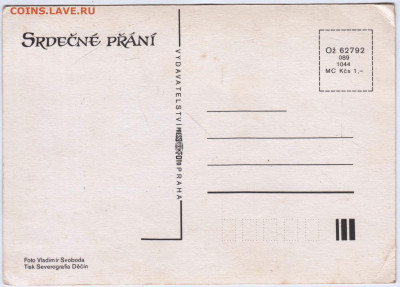 COINS.LAVE.RU
SRDEČNÉ PŘÁNÍ
Ož 62792
089
1044
MC Kčs 1,–
VYDAVATELSTVÍ PRESSFOTO PRAHA
Foto Vladimír Svoboda
Tisk Severografia Děčín